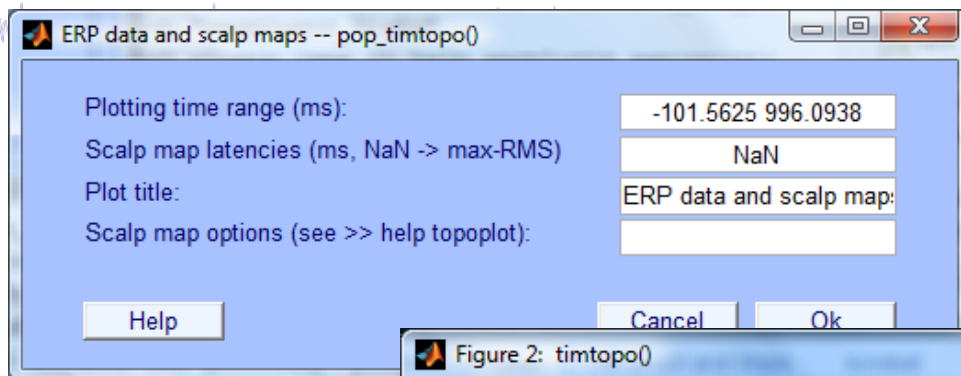 ERP data and scalp maps -- pop_timtopo()
Plotting time range (ms): -101.5625 996.0938
Scalp map latencies (ms, NaN -> max-RMS) NaN
Plot title: ERP data and scalp maps
Scalp map options (see >> help topoplot):
Help Cancel Ok
Figure 2: timtopo()